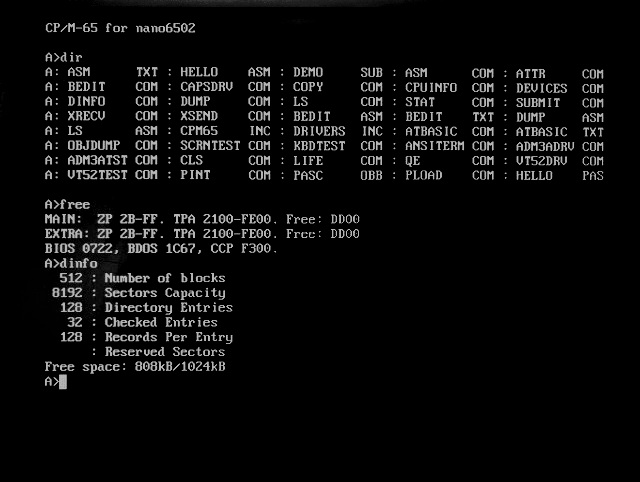 CP/M-65 for nano6502
A>dir
A: ASM      TXT : HELLO    ASM : DEMO     SUB : ASM      COM : ATTR     COM
A: BEDIT    COM : CAPSDRV  COM : COPY     COM : CPUINFO  COM : DEVICES  COM
A: DINFO    COM : DUMP     COM : LS       COM : STAT     COM : SUBMIT   COM
A: XRECV    COM : XSEND    COM : BEDIT    ASM : BEDIT    TXT : DUMP     ASM
A: LS       ASM : CPM65    INC : DRIVERS  INC : ATBASIC  COM : ATBASIC  TXT
A: OBJDUMP  COM : SCRNTEST COM : KBDTEST  COM : ANSITERM COM : ADM3ADRV COM
A: ADM3ATST COM : CLS      COM : LIFE     COM : QE       COM : VT52DRV  COM
A: VT52TEST COM : PINT     COM : PASC     OBB : PLOAD    COM : HELLO    PAS
A>free
MAIN:  ZP 2B-FF. TPA 2100-FE00. Free: DD00
EXTRA: ZP 2B-FF. TPA 2100-FE00. Free: DD00
BIOS 0722, BDOS 1C67, CCP F300.
A>dinfo
512 : Number of blocks
8192 : Sectors Capacity
128 : Directory Entries
32 : Checked Entries
128 : Records Per Entry
: Reserved Sectors
Free space: 808kB/1024kB
A>